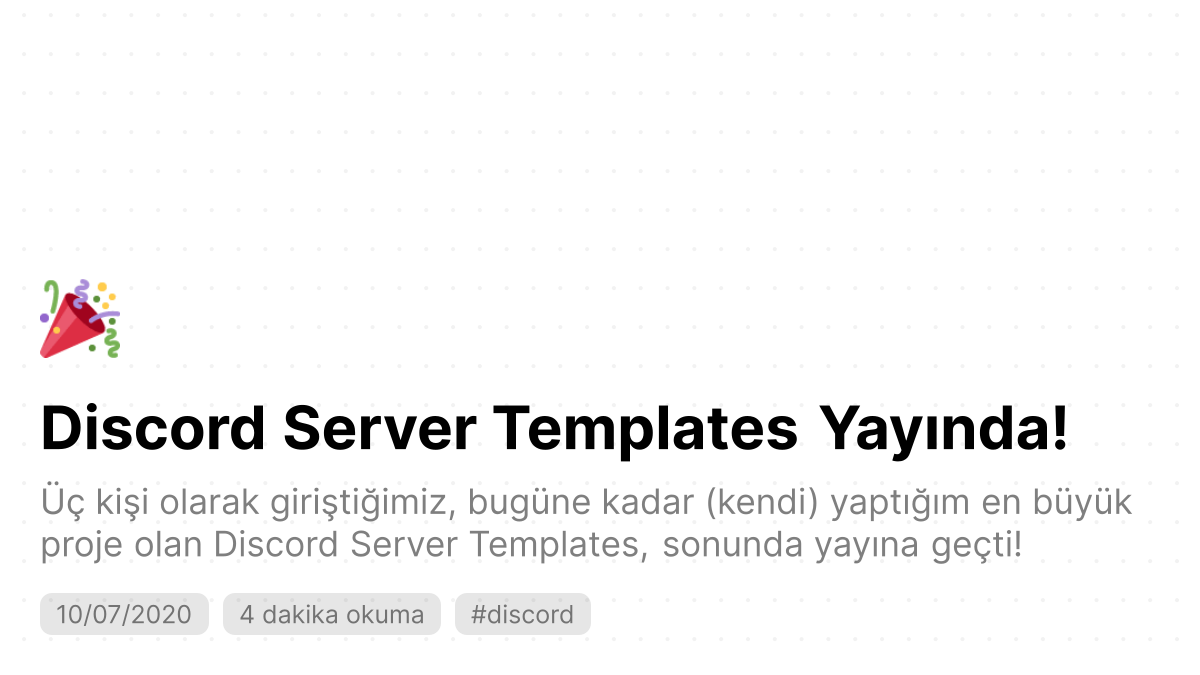 Discord Server Templates Yayında!
Üç kişi olarak giriştiğimiz, bugüne kadar (kendi) yaptığım en büyük
proje olan Discord Server Templates, sonunda yayına geçti!
10/07/2020 4 dakika okuma #discord